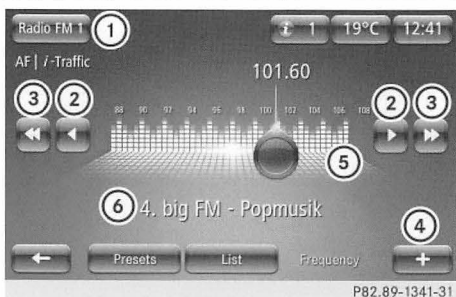 Radio FM 1 1 i 1 19°C 12:41
AF | i-Traffic
101.60
3 2 2 3
88 90 92 94 96 98 100 102 104 106 108
5
6 4. big FM - Popmusik
4
Presets List Frequency +
P82.89-1341-31